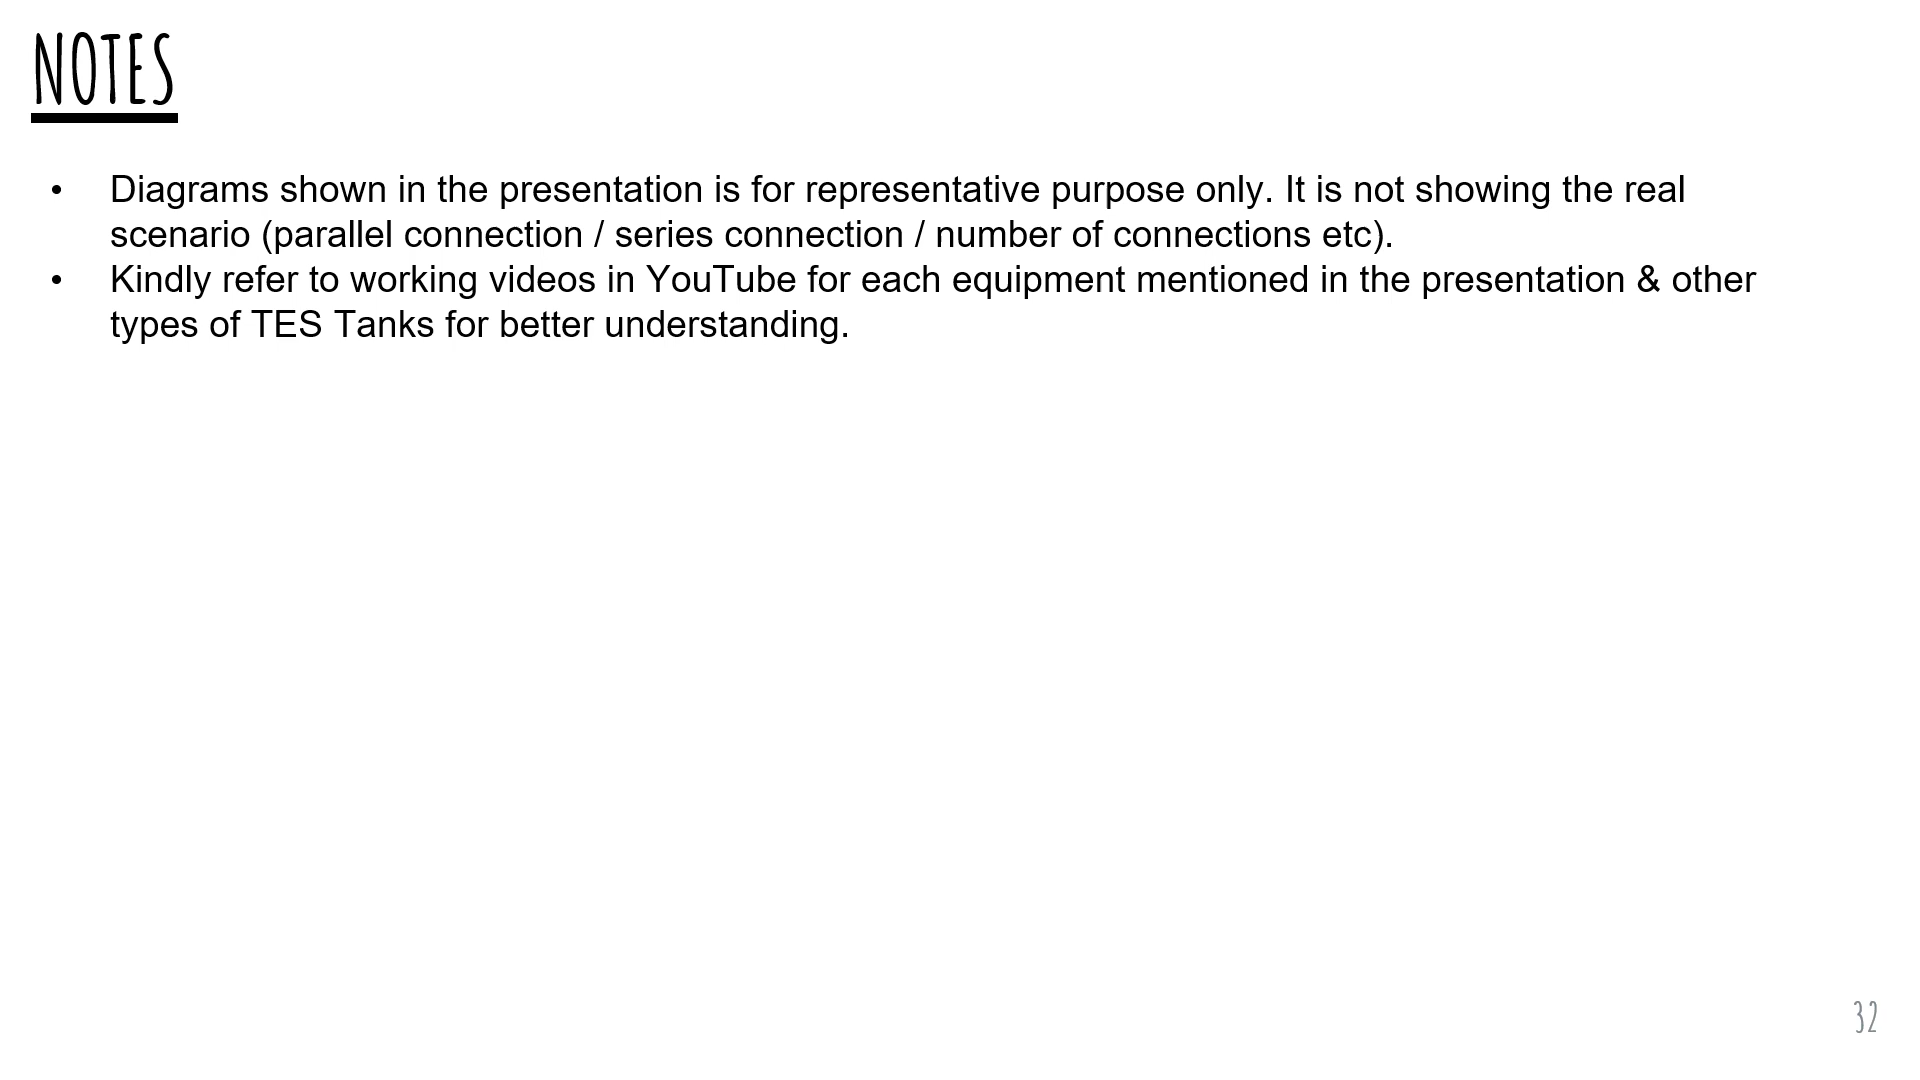 NOTES
• Diagrams shown in the presentation is for representative purpose only. It is not showing the real
scenario (parallel connection / series connection / number of connections etc).
• Kindly refer to working videos in YouTube for each equipment mentioned in the presentation & other
types of TES Tanks for better understanding.
32